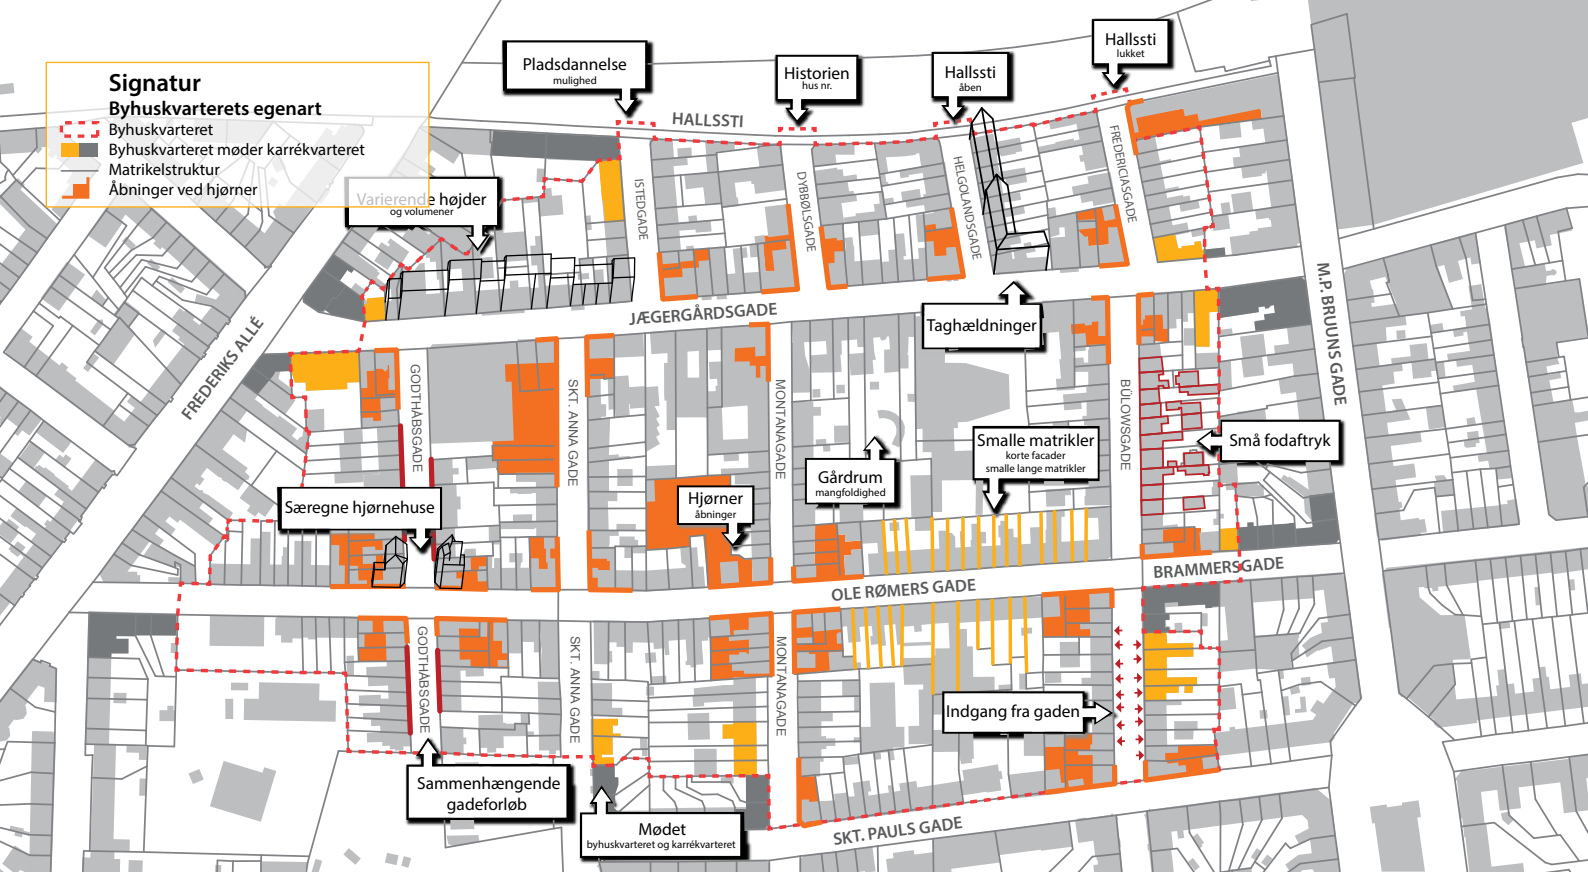 Signatur
Byhuskvarterets egenart
Byhuskvarteret
Byhuskvarteret møder karrékvarteret
Matrikelstruktur
Åbninger ved hjørner
Pladsdannelse
mulighed
Historien
hus nr.
Hallssti
åben
Hallssti
lukket
HALLSSTI
Varierende højder
og volumener
ISTEDGADE
DYBBØLSGADE
HELGOLANDSGADE
FREDERICIASGADE
M.P. BRUUNS GADE
JÆGERGÅRDSGADE
Taghældninger
FREDERIKS ALLÉ
GODTHÅBSGADE
SKT. ANNA GADE
MONTANAGADE
BÜLOWSGADE
Små fodaftryk
Smalle matrikler
korte facader
smalle lange matrikler
Gårdrum
mangfoldighed
Hjørner
åbninger
Særegne hjørnehuse
BRAMMERSGADE
OLE RØMERS GADE
GODTHÅBSGADE
SKT. ANNA GADE
MONTANAGADE
Indgang fra gaden
Sammenhængende
gadeforløb
Mødet
byhuskvarteret og karrékvarteret
SKT. PAULS GADE